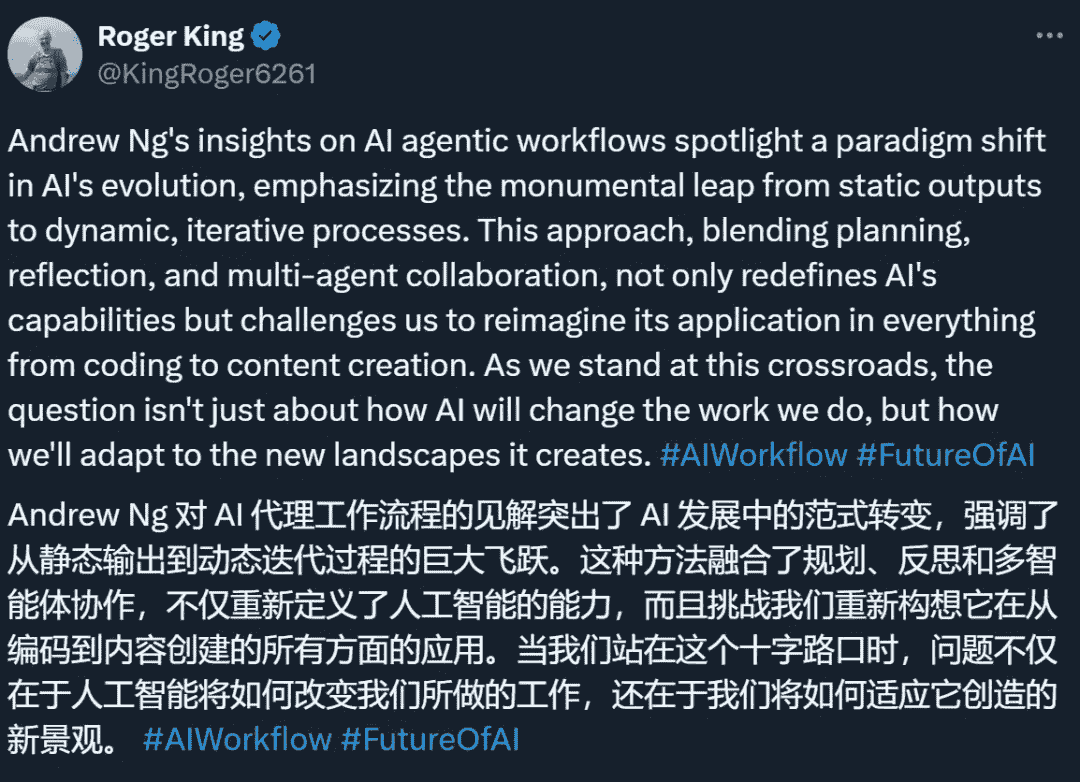 Roger King
@KingRoger6261
Andrew Ng's insights on AI agentic workflows spotlight a paradigm shift
in AI's evolution, emphasizing the monumental leap from static outputs
to dynamic, iterative processes. This approach, blending planning,
reflection, and multi-agent collaboration, not only redefines AI's
capabilities but challenges us to reimagine its application in everything
from coding to content creation. As we stand at this crossroads, the
question isn't just about how AI will change the work we do, but how
we'll adapt to the new landscapes it creates. #AIWorkflow #FutureOfAI
Andrew Ng 对 AI 代理工作流程的见解突出了 AI 发展中的范式转变，强调了
从静态输出到动态迭代过程的巨大飞跃。这种方法融合了规划、反思和多智
能体协作，不仅重新定义了人工智能的能力，而且挑战我们重新构想它在从
编码到内容创建的所有方面的应用。当我们站在这个十字路口时，问题不仅
在于人工智能将如何改变我们所做的工作，还在于我们将如何适应它创造的
新景观。 #AIWorkflow #FutureOfAI